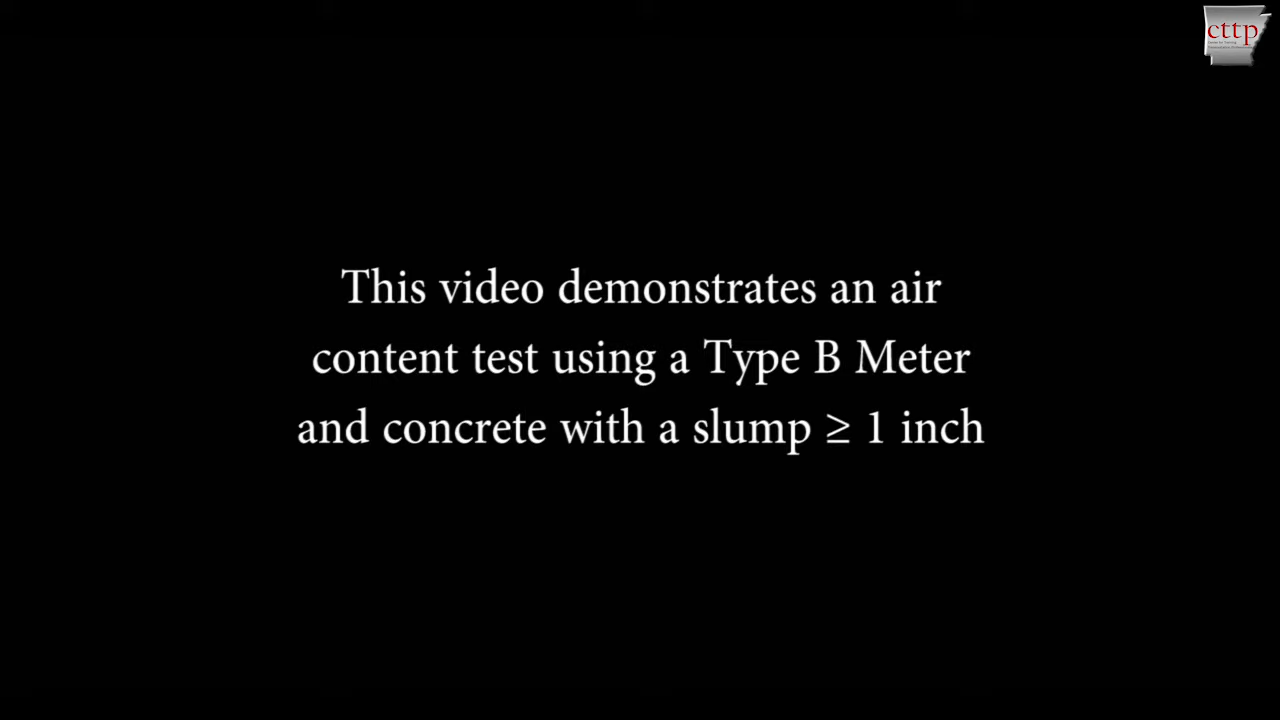 cttp
This video demonstrates an air
content test using a Type B Meter
and concrete with a slump ≥ 1 inch